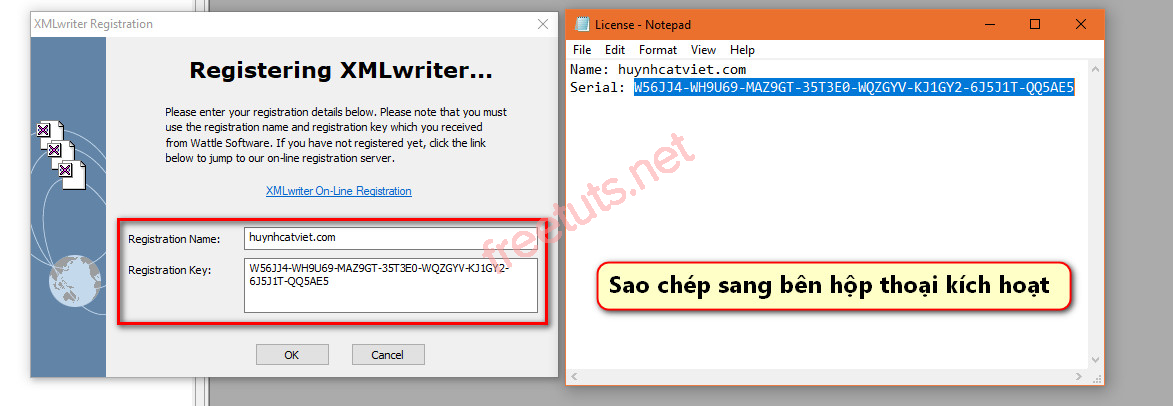 XMLwriter Registration
Registering XMLwriter...
Please enter your registration details below. Please note that you must
use the registration name and registration key which you received
from Wattle Software. If you have not registered yet, click the link
below to jump to our on-line registration server.
XMLwriter On-Line Registration
Registration Name:
huynhcatviet.com
Registration Key:
W56JJ4-WH9U69-MAZ9GT-35T3E0-WQZGYV-KJ1GY2-
6J5J1T-QQ5AE5
OK
Cancel
License - Notepad
File Edit Format View Help
Name: huynhcatviet.com
Serial: W56JJ4-WH9U69-MAZ9GT-35T3E0-WQZGYV-KJ1GY2-6J5J1T-QQ5AE5
freetuts.net
Sao chép sang bên hộp thoại kích hoạt